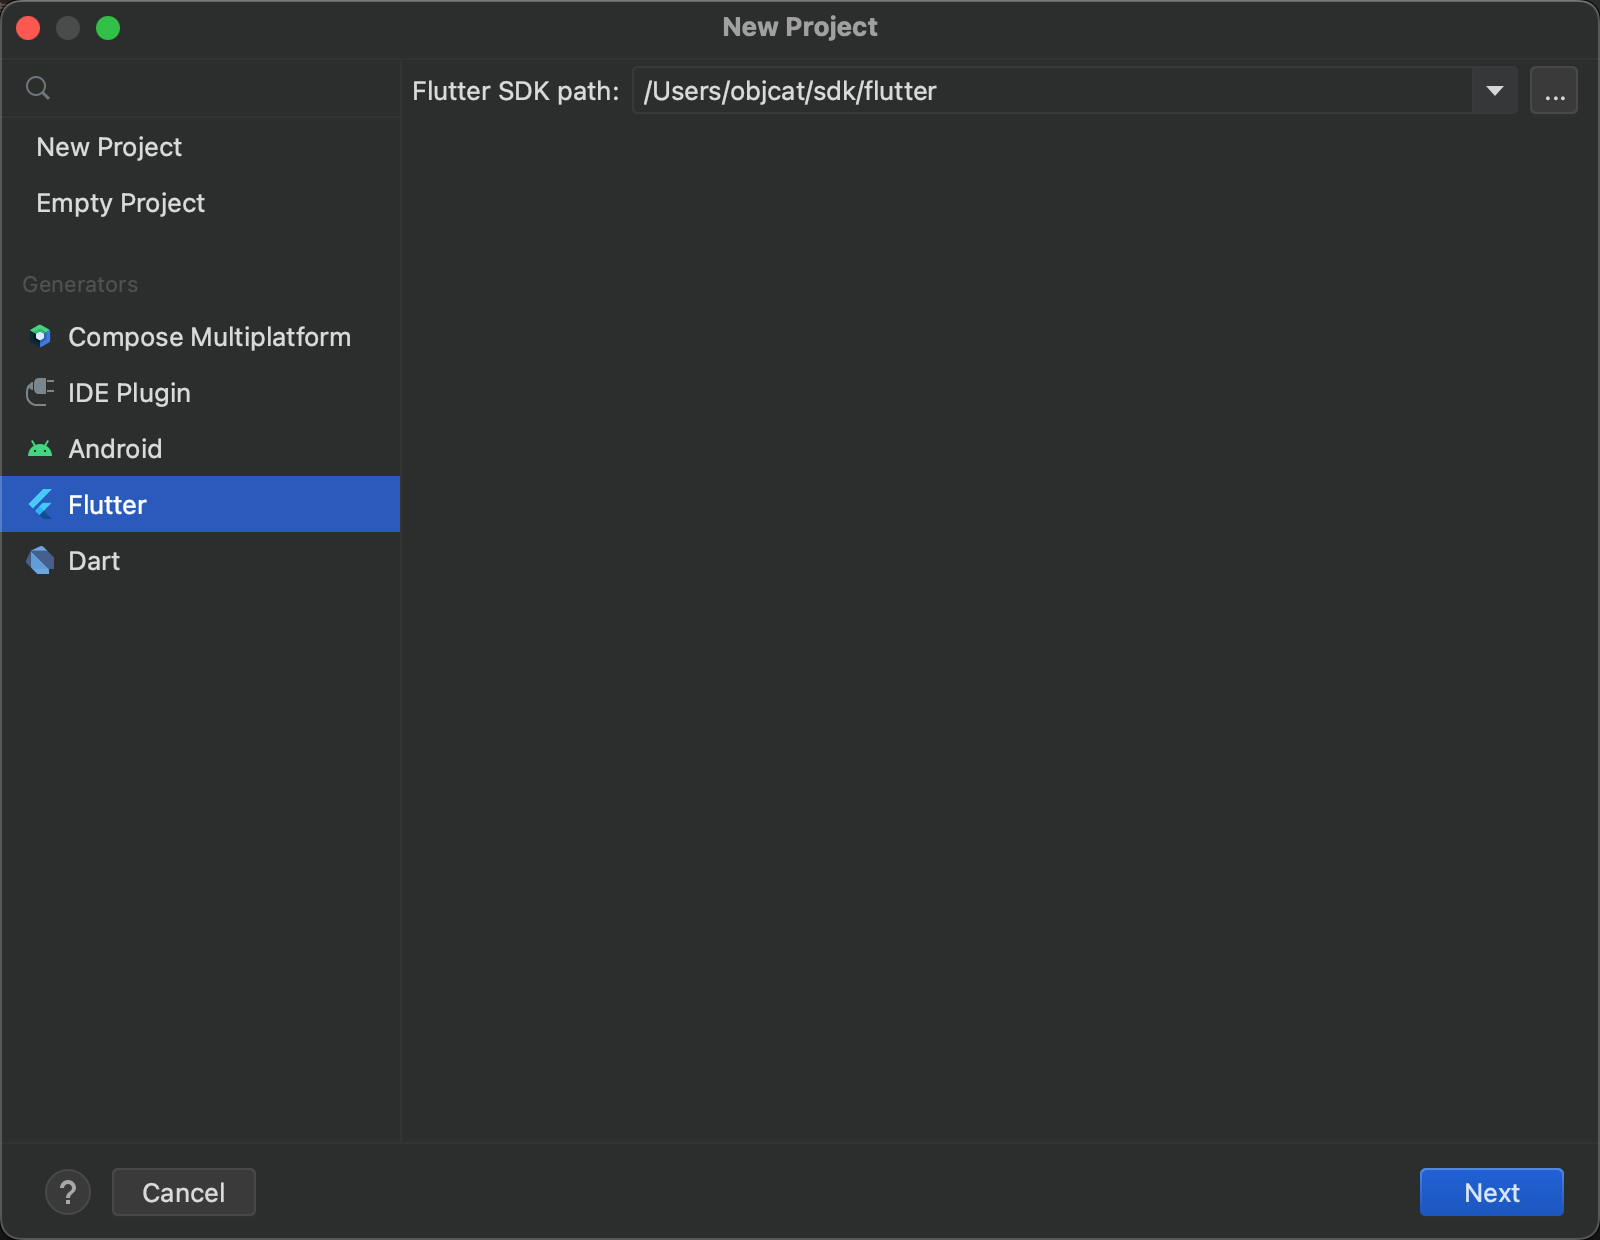 New Project
Flutter SDK path: /Users/objcat/sdk/flutter ...
New Project
Empty Project
Generators
Compose Multiplatform
IDE Plugin
Android
Flutter
Dart
? Cancel Next